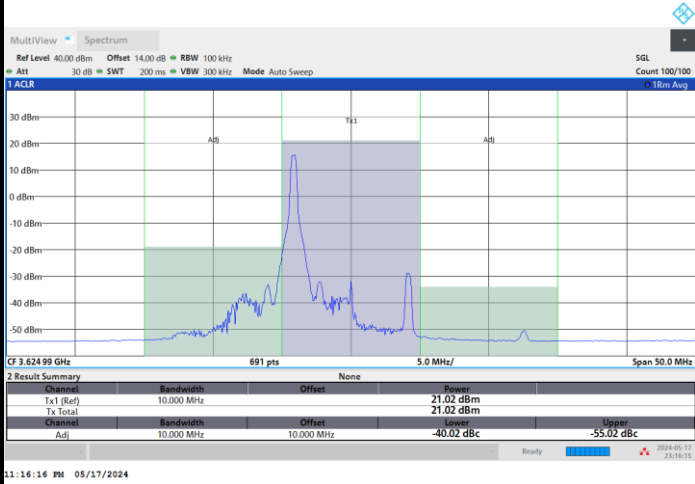 MultiView Spectrum
Ref Level 40.00 dBm Offset 14.00 dB RBW 100 kHz SGL
Att 30 dB SWT 200 ms VBW 300 kHz Mode Auto Sweep Count 100/100
1 ACLR 1Rm Avg
30 dBm
Tx1
20 dBm
Adj Adj
10 dBm
0 dBm
-10 dBm
-20 dBm
-30 dBm
-40 dBm
-50 dBm
CF 3.624 99 GHz 691 pts 5.0 MHz/ Span 50.0 MHz
2 Result Summary None
Channel Bandwidth Offset Power
Tx1 (Ref) 10.000 MHz 21.02 dBm
Tx Total 21.02 dBm
Channel Bandwidth Offset Lower Upper
Adj 10.000 MHz 10.000 MHz -40.02 dBc -55.02 dBc
Ready 2024-05-17
23:16:15
11:16:16 PM 05/17/2024